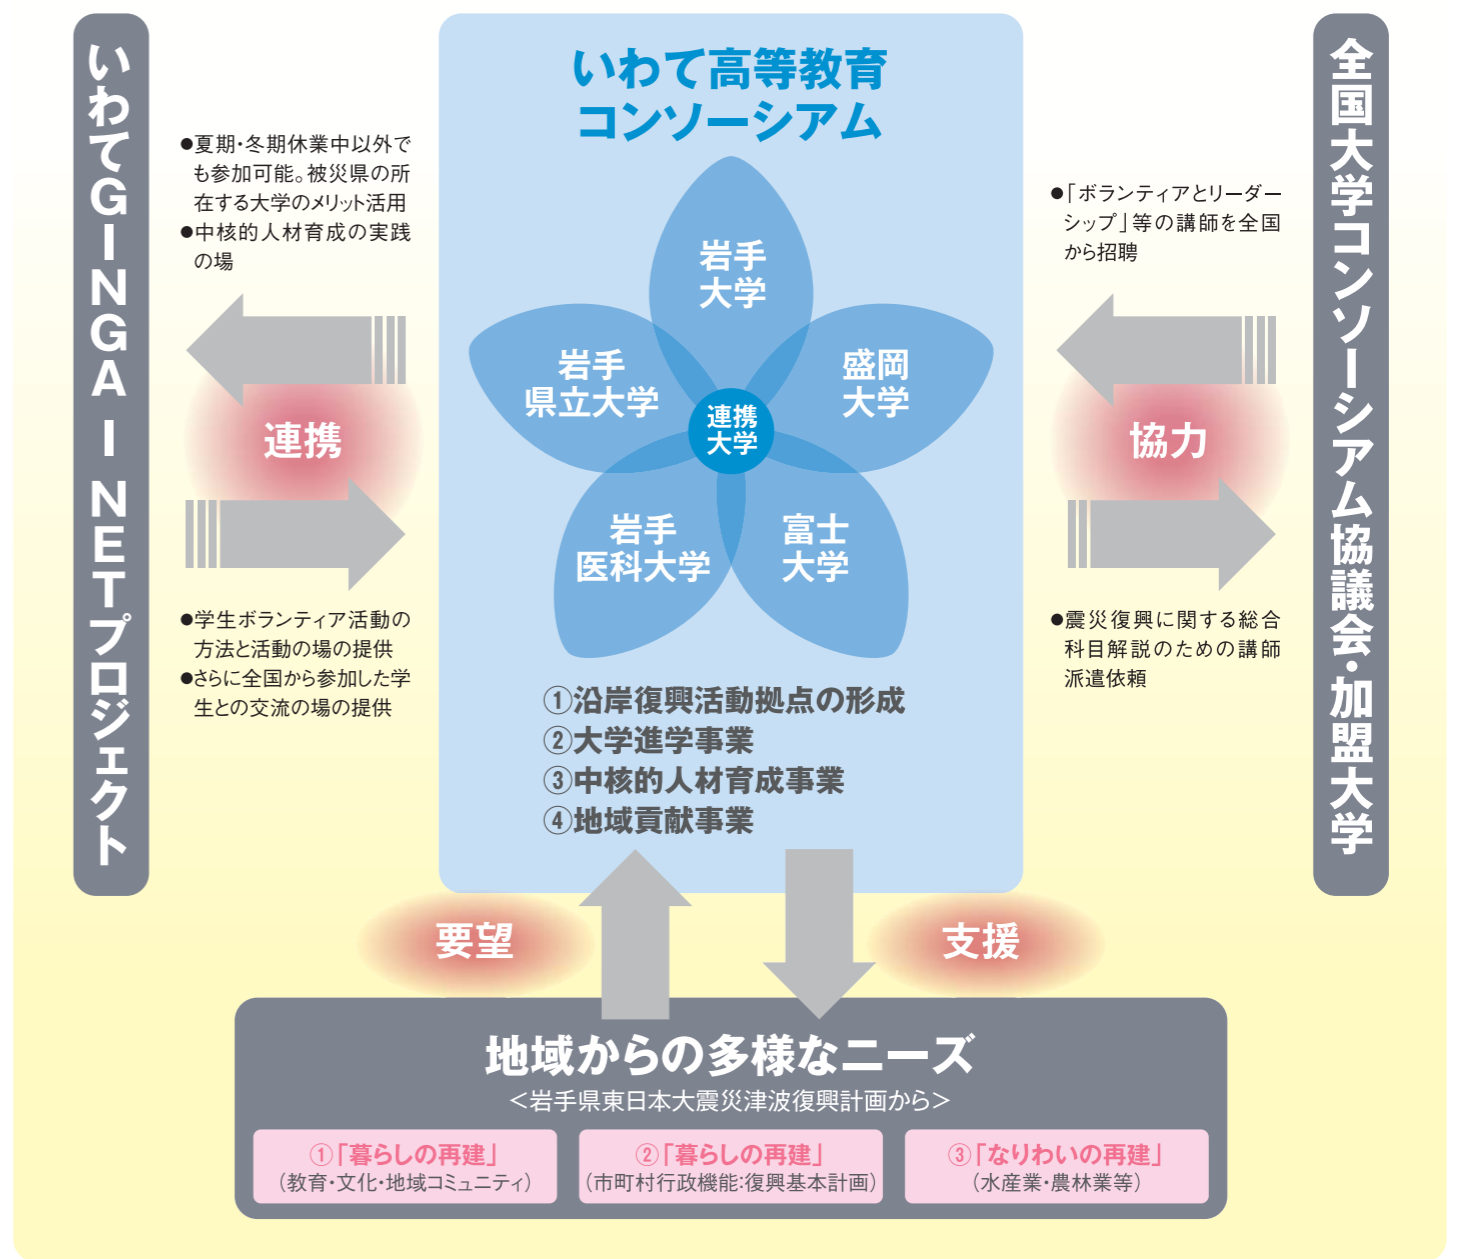 いわてGINGA I NETプロジェクト
●夏期・冬期休業中以外で
も参加可能。被災県の所
在する大学のメリット活用
●中核的人材育成の実践
の場
連携
●学生ボランティア活動の
方法と活動の場の提供
●さらに全国から参加した学
生との交流の場の提供
いわて高等教育
コンソーシアム
岩手
大学
岩手
県立大学
盛岡
大学
連携
大学
岩手
医科大学
富士
大学
①沿岸復興活動拠点の形成
②大学進学事業
③中核的人材育成事業
④地域貢献事業
●「ボランティアとリーダー
シップ」等の講師を全国
から招聘
協力
●震災復興に関する総合
科目解説のための講師
派遣依頼
全国大学コンソーシアム協議会・加盟大学
要望
支援
地域からの多様なニーズ
＜岩手県東日本大震災津波復興計画から＞
①「暮らしの再建」
（教育・文化・地域コミュニティ）
②「暮らしの再建」
（市町村行政機能：復興基本計画）
③「なりわいの再建」
（水産業・農林業等）